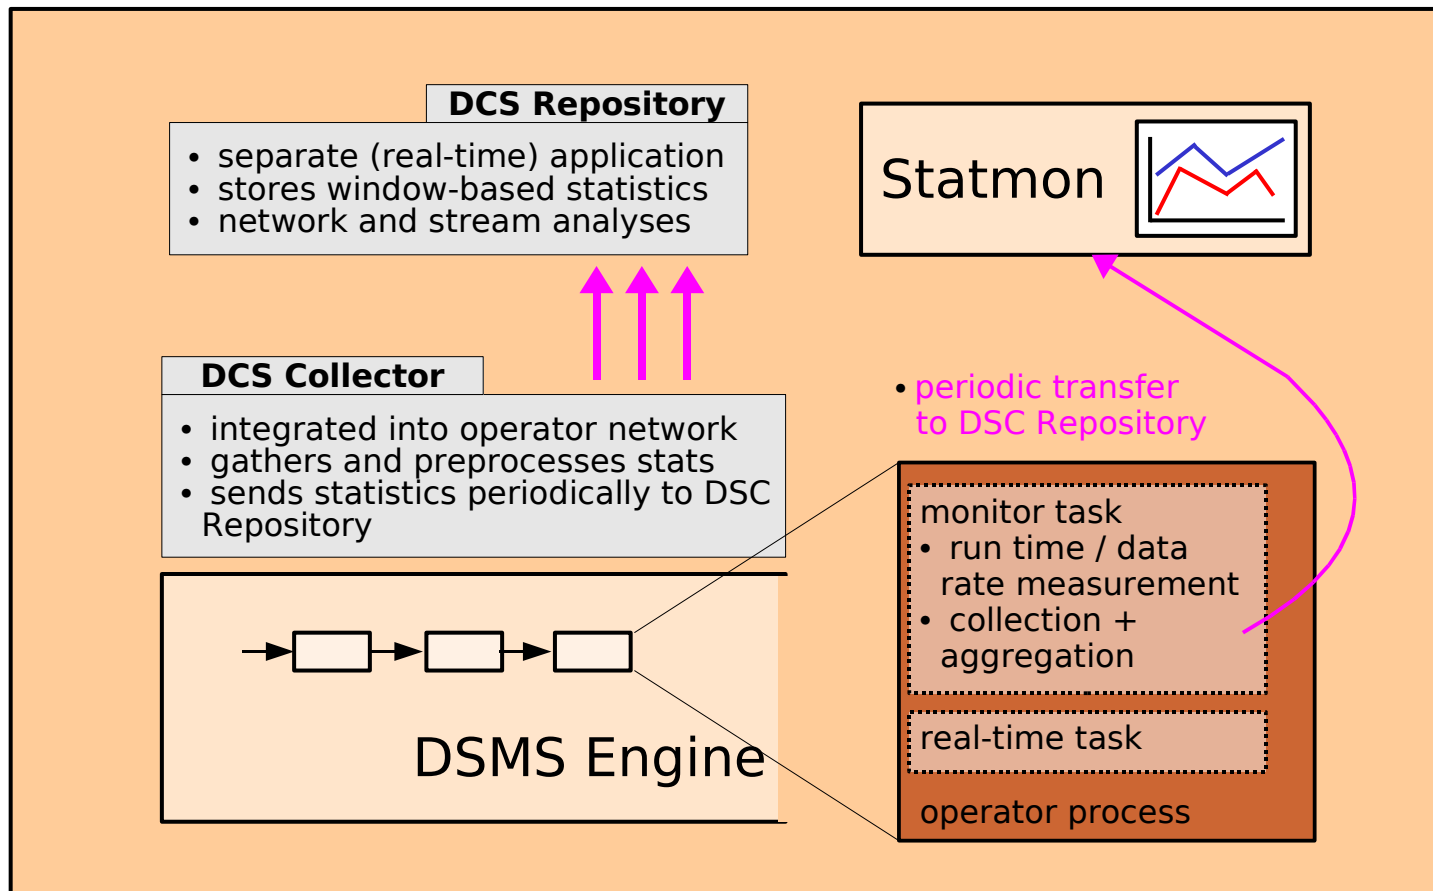 DCS Repository
• separate (real-time) application
• stores window-based statistics
• network and stream analyses
Statmon
DCS Collector
• integrated into operator network
• gathers and preprocesses stats
• sends statistics periodically to DSC
Repository
• periodic transfer
to DSC Repository
DSMS Engine
monitor task
• run time / data
rate measurement
• collection +
aggregation
real-time task
operator process